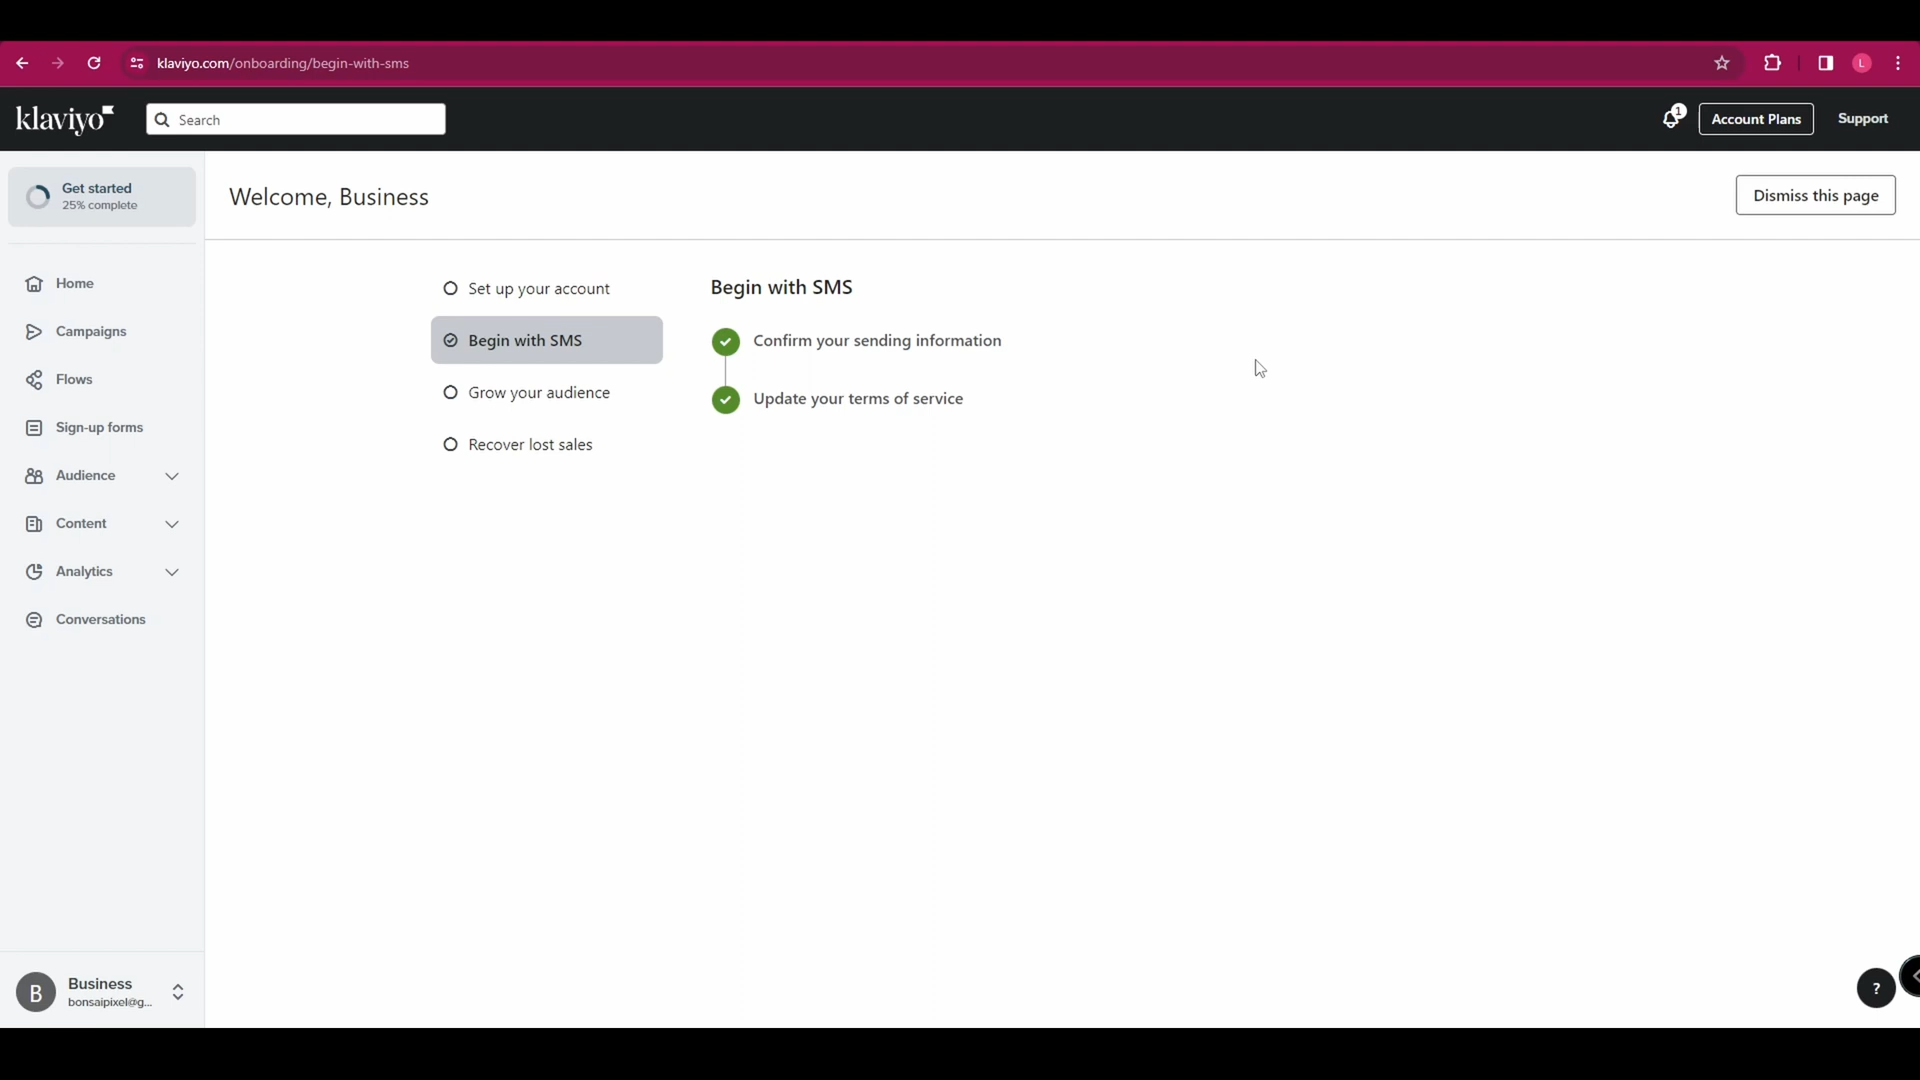 klaviyo.com/onboarding/begin-with-sms
L
klaviyo
Search
1
Account Plans
Support
Get started
25% complete
Welcome, Business
Dismiss this page
Home
Campaigns
Flows
Sign-up forms
Audience
Content
Analytics
Conversations
Set up your account
Begin with SMS
Grow your audience
Recover lost sales
Begin with SMS
Confirm your sending information
Update your terms of service
B
Business
bonsaipixel@g...
?